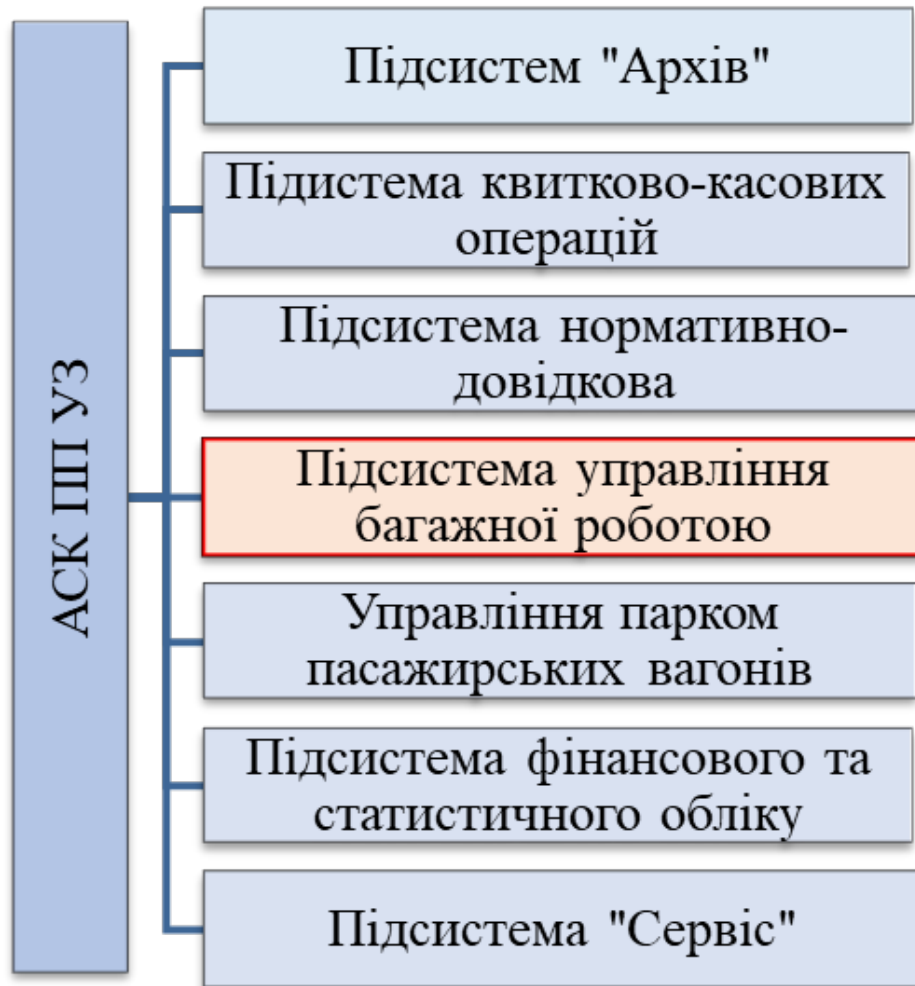 АСК ПП УЗ
Підсистем "Архів"
Підистема квитково-касових
операцій
Підсистема нормативно-
довідкова
Підсистема управління
багажної роботою
Управління парком
пасажирських вагонів
Підсистема фінансового та
статистичного обліку
Підсистема "Сервіс"